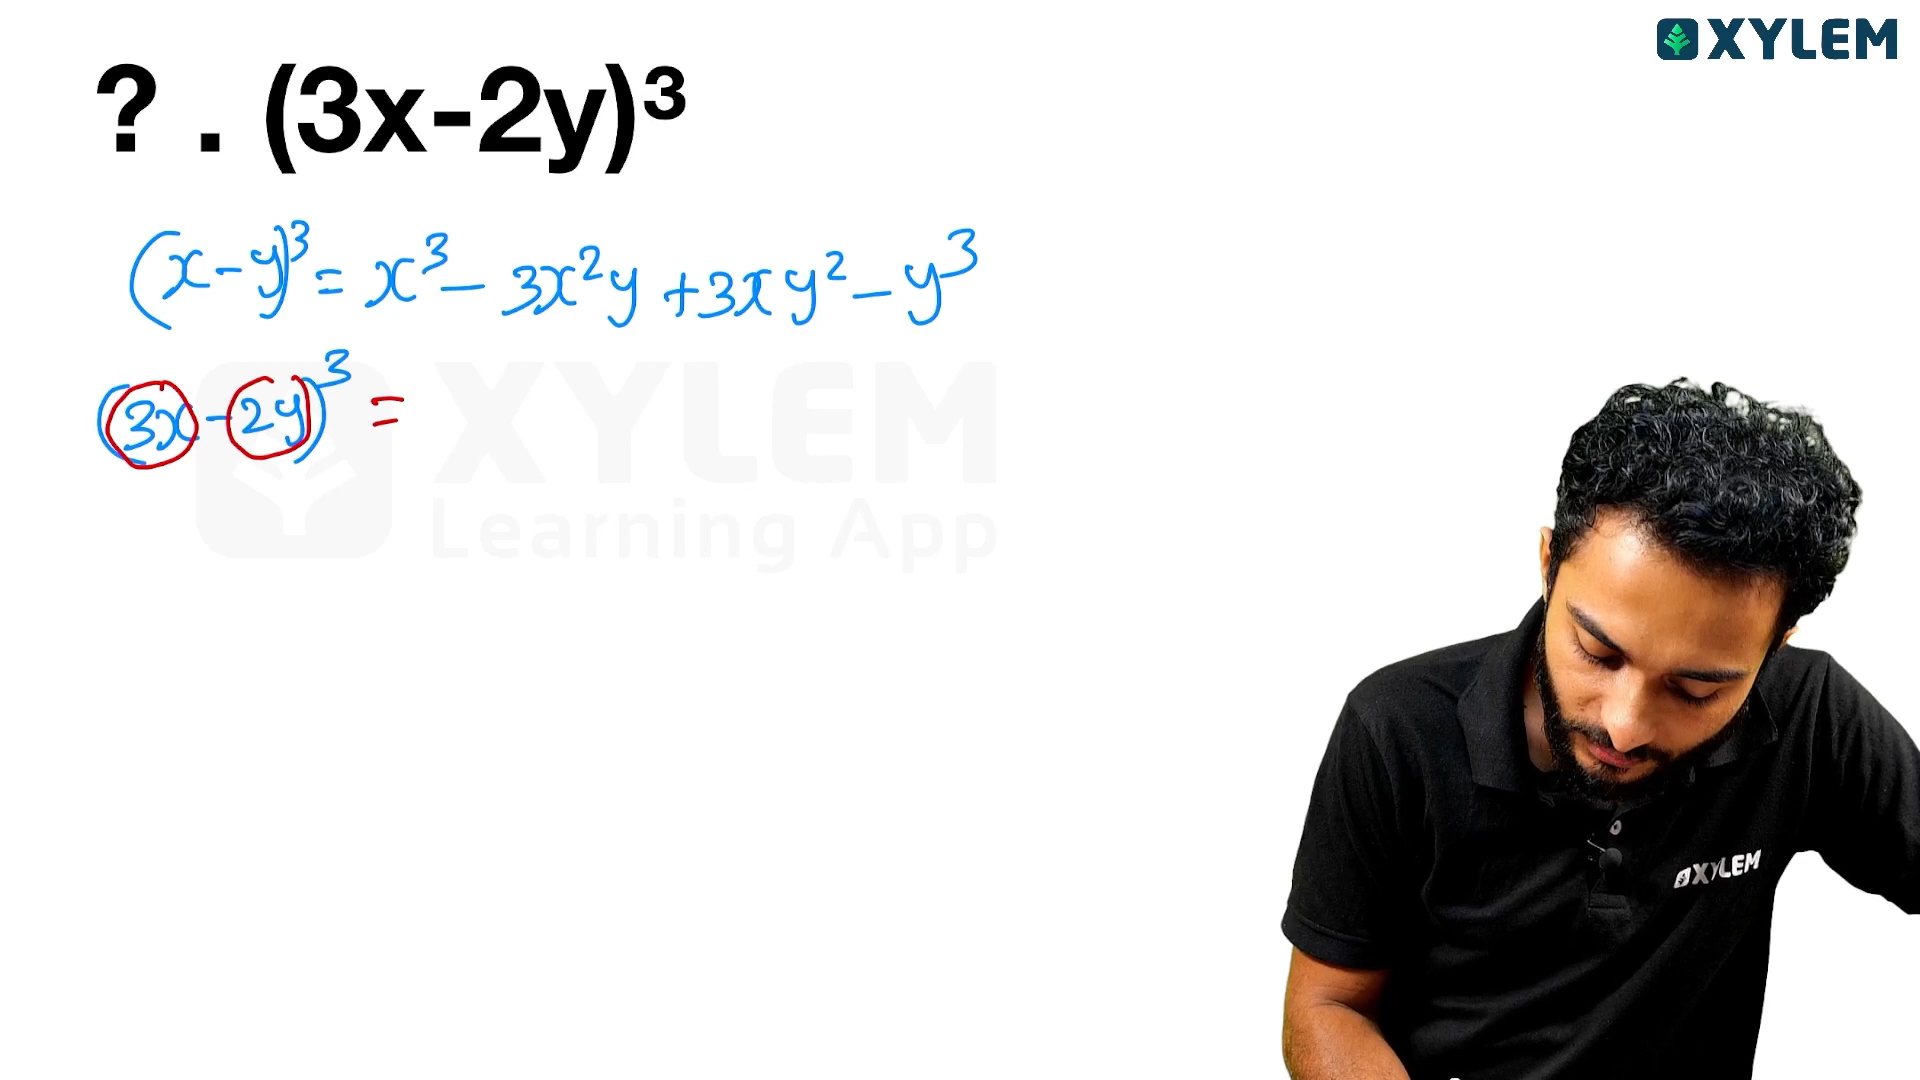 XYLEM
? . (3x-2y)³
(x-y)³ = x³ - 3x²y + 3xy² - y³
(3x-2y)³ =
XYLEM
Learning App
XYLEM